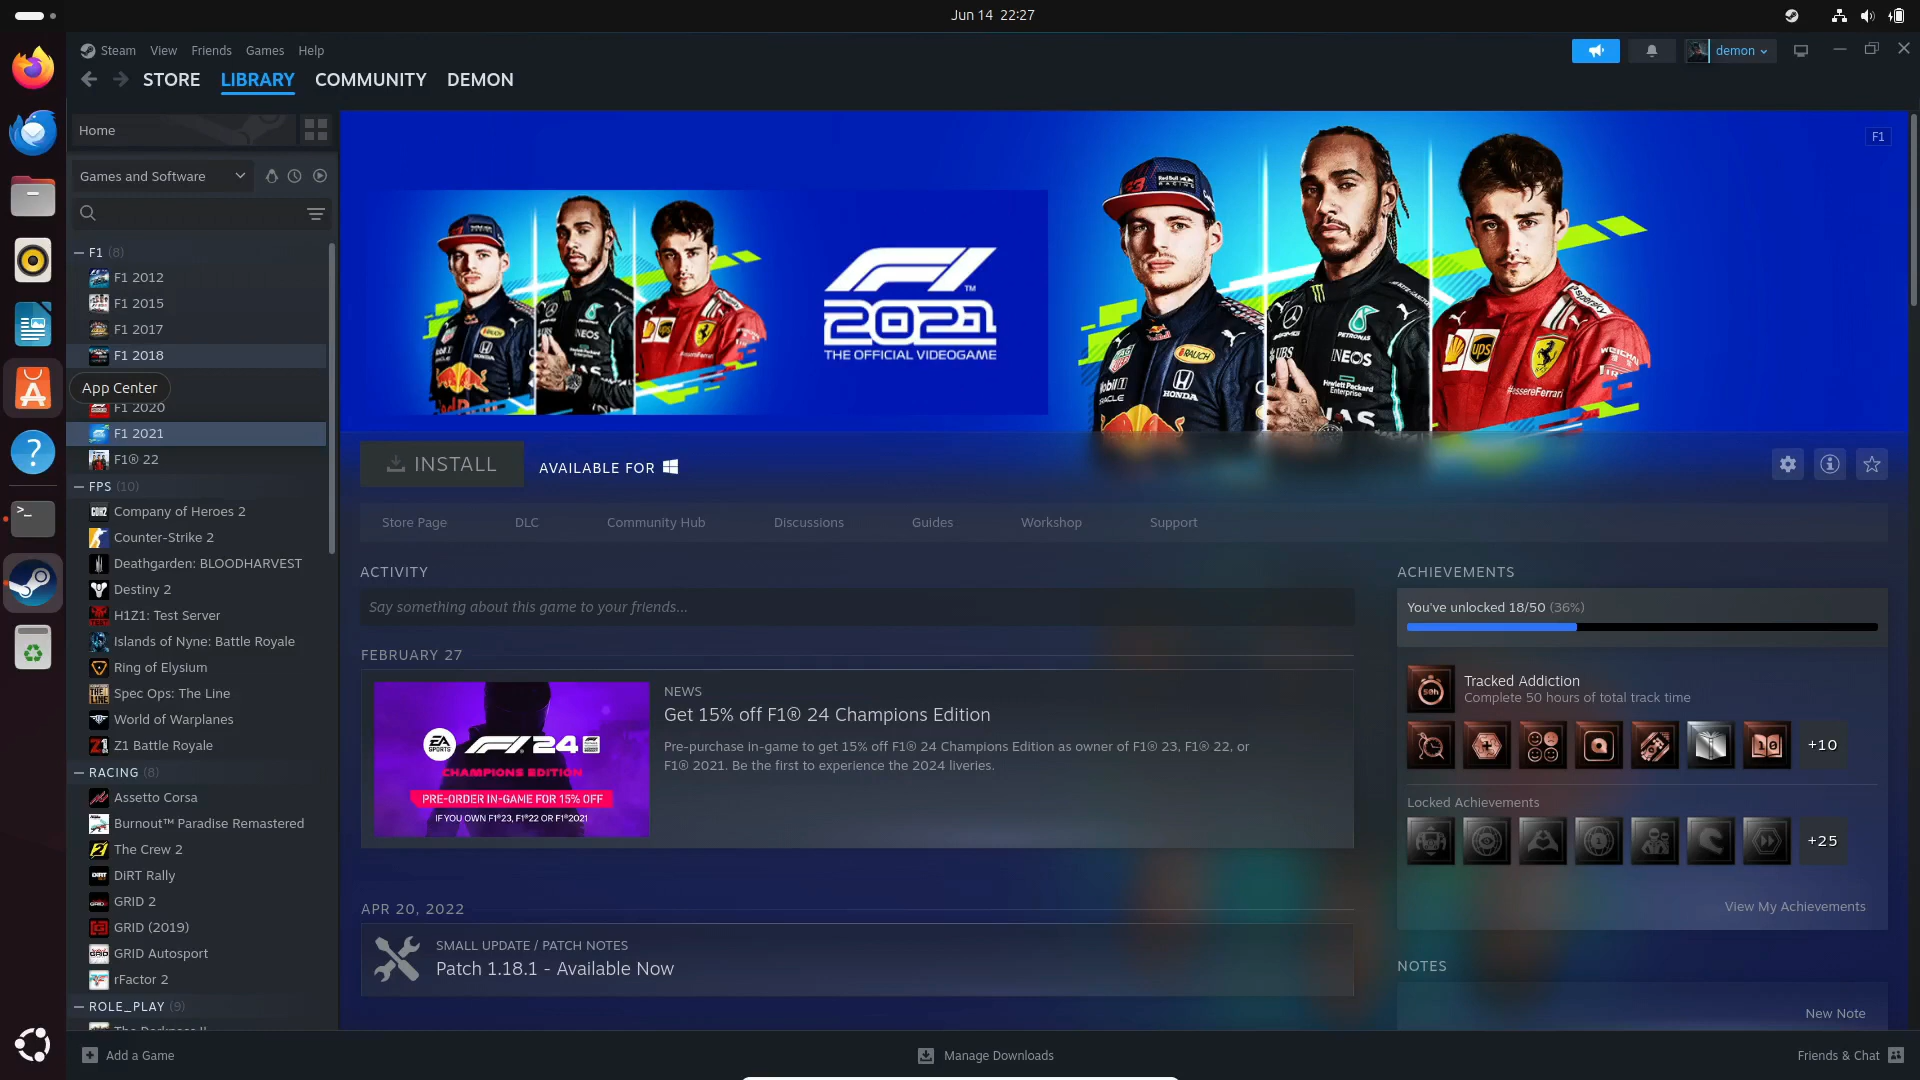 Jun 14 22:27
Steam View Friends Games Help
demon
STORE LIBRARY COMMUNITY DEMON
Home
Games and Software
F1 (8)
F1 2012
F1 2015
F1 2017
F1 2018
App Center
F1 2020
F1 2021
F1® 22
FPS (10)
Company of Heroes 2
Counter-Strike 2
Deathgarden: BLOODHARVEST
Destiny 2
H1Z1: Test Server
Islands of Nyne: Battle Royale
Ring of Elysium
Spec Ops: The Line
World of Warplanes
Z1 Battle Royale
RACING (8)
Assetto Corsa
Burnout™ Paradise Remastered
The Crew 2
DiRT Rally
GRID 2
GRID (2019)
GRID Autosport
rFactor 2
ROLE_PLAY (9)
The Darkness II
Add a Game
F1
F1 ™
2021
THE OFFICIAL VIDEOGAME
INSTALL
AVAILABLE FOR
Store Page DLC Community Hub Discussions Guides Workshop Support
ACTIVITY
Say something about this game to your friends...
FEBRUARY 27
EA SPORTS F1 24
CHAMPIONS EDITION
PRE-ORDER IN-GAME FOR 15% OFF
IF YOU OWN F1®23, F1®22 OR F1®2021
NEWS
Get 15% off F1® 24 Champions Edition
Pre-purchase in-game to get 15% off F1® 24 Champions Edition as owner of F1® 23, F1® 22, or
F1® 2021. Be the first to experience the 2024 liveries.
APR 20, 2022
SMALL UPDATE / PATCH NOTES
Patch 1.18.1 - Available Now
ACHIEVEMENTS
You've unlocked 18/50 (36%)
Tracked Addiction
Complete 50 hours of total track time
+10
Locked Achievements
+25
View My Achievements
NOTES
New Note
Manage Downloads
Friends & Chat